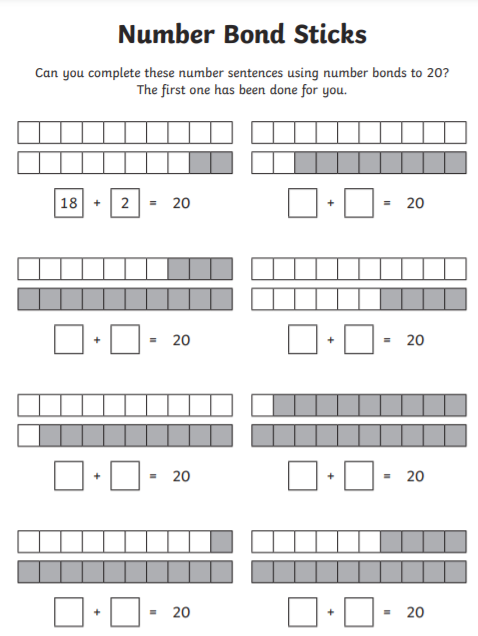 Number Bond Sticks
Can you complete these number sentences using number bonds to 20?
The first one has been done for you.
18 + 2 = 20
+ = 20
+ = 20
+ = 20
+ = 20
+ = 20
+ = 20
+ = 20